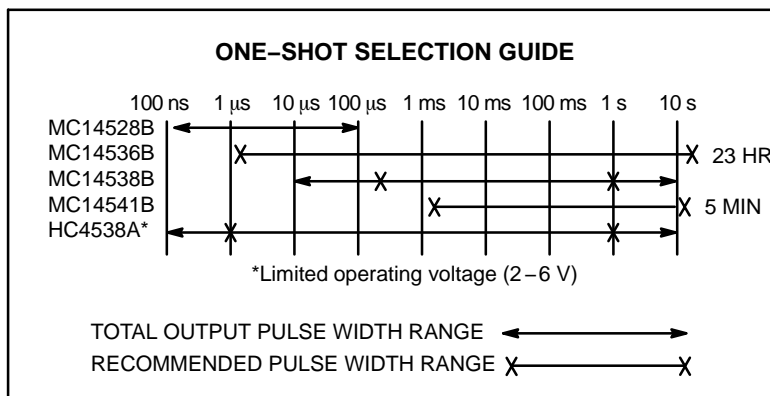 ONE–SHOT SELECTION GUIDE
100 ns 1 μs 10 μs 100 μs 1 ms 10 ms 100 ms 1 s 10 s
MC14528B
MC14536B 23 HR
MC14538B
MC14541B 5 MIN
HC4538A*
*Limited operating voltage (2–6 V)
TOTAL OUTPUT PULSE WIDTH RANGE
RECOMMENDED PULSE WIDTH RANGE